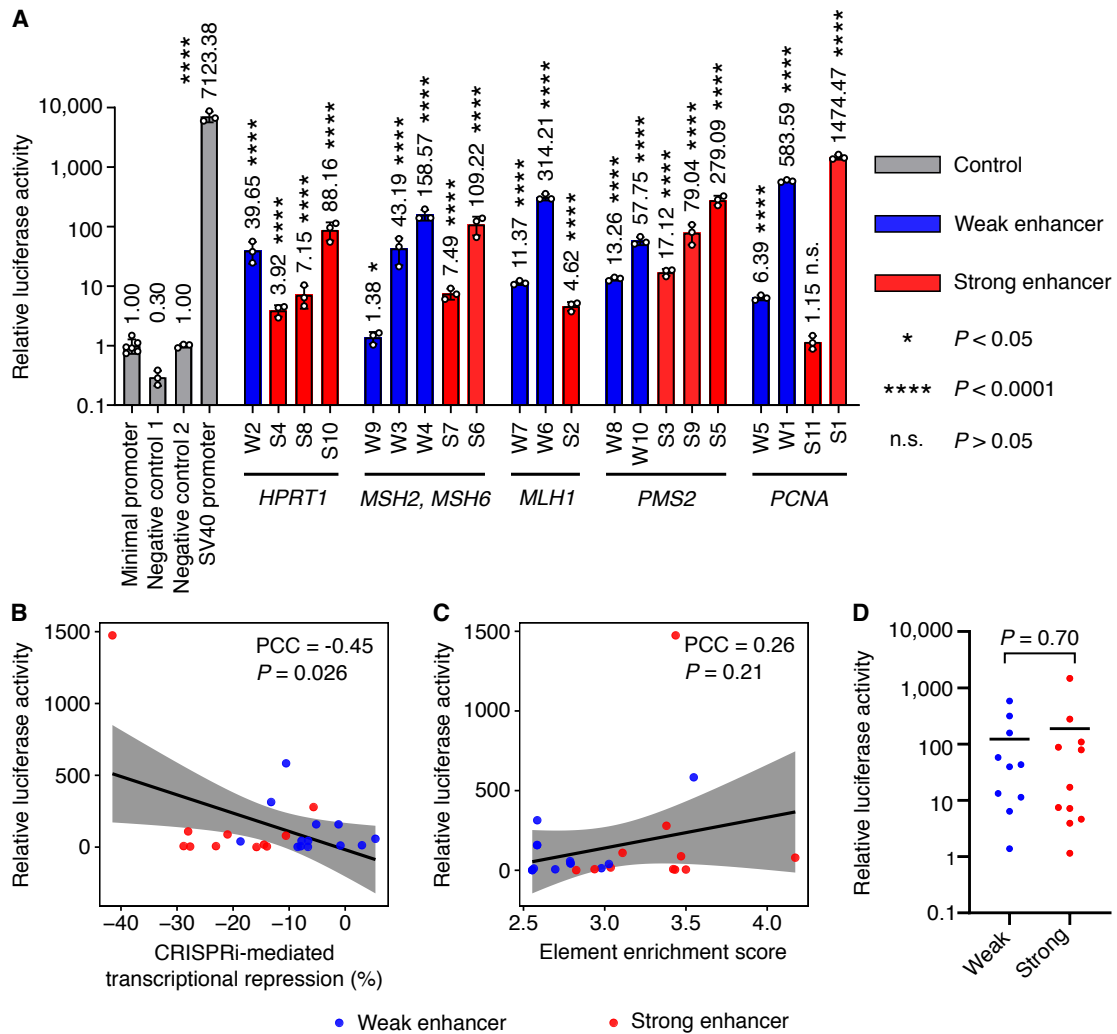 A
Relative luciferase activity
10,000
1,000
100
10
1
0.1
1.00
0.30
1.00
7123.38 ****
39.65 ****
3.92 ****
7.15 ****
88.16 ****
1.38 *
43.19 ****
158.57 ****
7.49 ****
109.22 ****
11.37 ****
314.21 ****
4.62 ****
13.26 ****
57.75 ****
17.12 ****
79.04 ****
279.09 ****
6.39 ****
583.59 ****
1.15 n.s.
1474.47 ****
Minimal promoter
Negative control 1
Negative control 2
SV40 promoter
W2 S4 S8 S10
HPRT1
W9 W3 W4 S7 S6
MSH2, MSH6
W7 W6 S2
MLH1
W8 W10 S3 S9 S5
PMS2
W5 W1 S11 S1
PCNA
Control
Weak enhancer
Strong enhancer
* P < 0.05
**** P < 0.0001
n.s. P > 0.05
B
Relative luciferase activity
1500
1000
500
0
PCC = -0.45
P = 0.026
−40 −30 −20 −10 0
CRISPRi-mediated
transcriptional repression (%)
C
Relative luciferase activity
1500
1000
500
0
PCC = 0.26
P = 0.21
2.5 3.0 3.5 4.0
Element enrichment score
D
Relative luciferase activity
10,000
1,000
100
10
1
0.1
P = 0.70
Weak
Strong
Weak enhancer
Strong enhancer